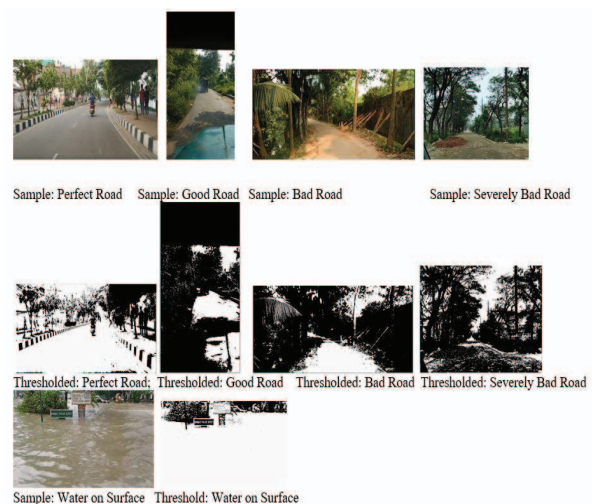 Sample: Perfect Road Sample: Good Road Sample: Bad Road Sample: Severely Bad Road
Thresholded: Perfect Road; Thresholded: Good Road Thresholded: Bad Road Thresholded: Severely Bad Road
Sample: Water on Surface Threshold: Water on Surface